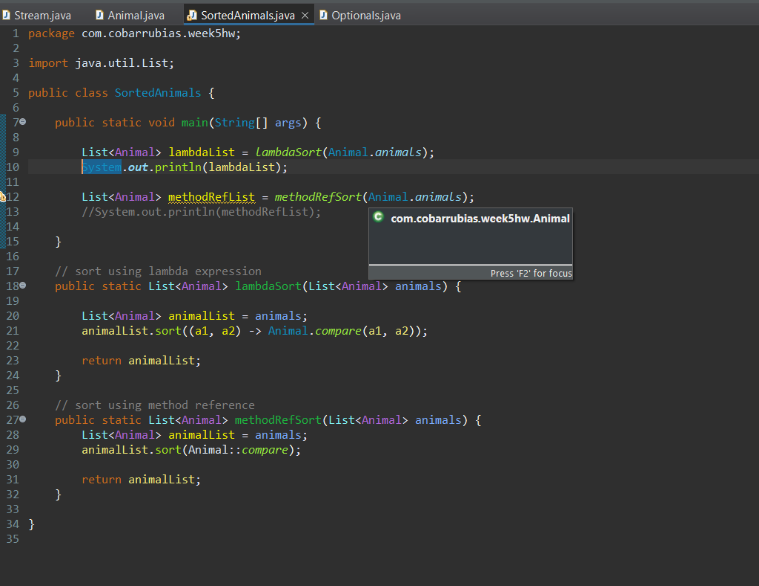 Stream.java Animal.java SortedAnimals.java Optionals.java
1 package com.cobarrubias.week5hw;
2
3 import java.util.List;
4
5 public class SortedAnimals {
6
7 public static void main(String[] args) {
8
9 List<Animal> lambdaList = lambdaSort(Animal.animals);
10 System.out.println(lambdaList);
11
12 List<Animal> methodRefList = methodRefSort(Animal.animals);
13 //System.out.println(methodRefList);
14
com.cobarrubias.week5hw.Animal
15 }
16
Press 'F2' for focus
17 // sort using lambda expression
18 public static List<Animal> lambdaSort(List<Animal> animals) {
19
20 List<Animal> animalList = animals;
21 animalList.sort((a1, a2) -> Animal.compare(a1, a2));
22
23 return animalList;
24 }
25
26 // sort using method reference
27 public static List<Animal> methodRefSort(List<Animal> animals) {
28 List<Animal> animalList = animals;
29 animalList.sort(Animal::compare);
30
31 return animalList;
32 }
33
34 }
35